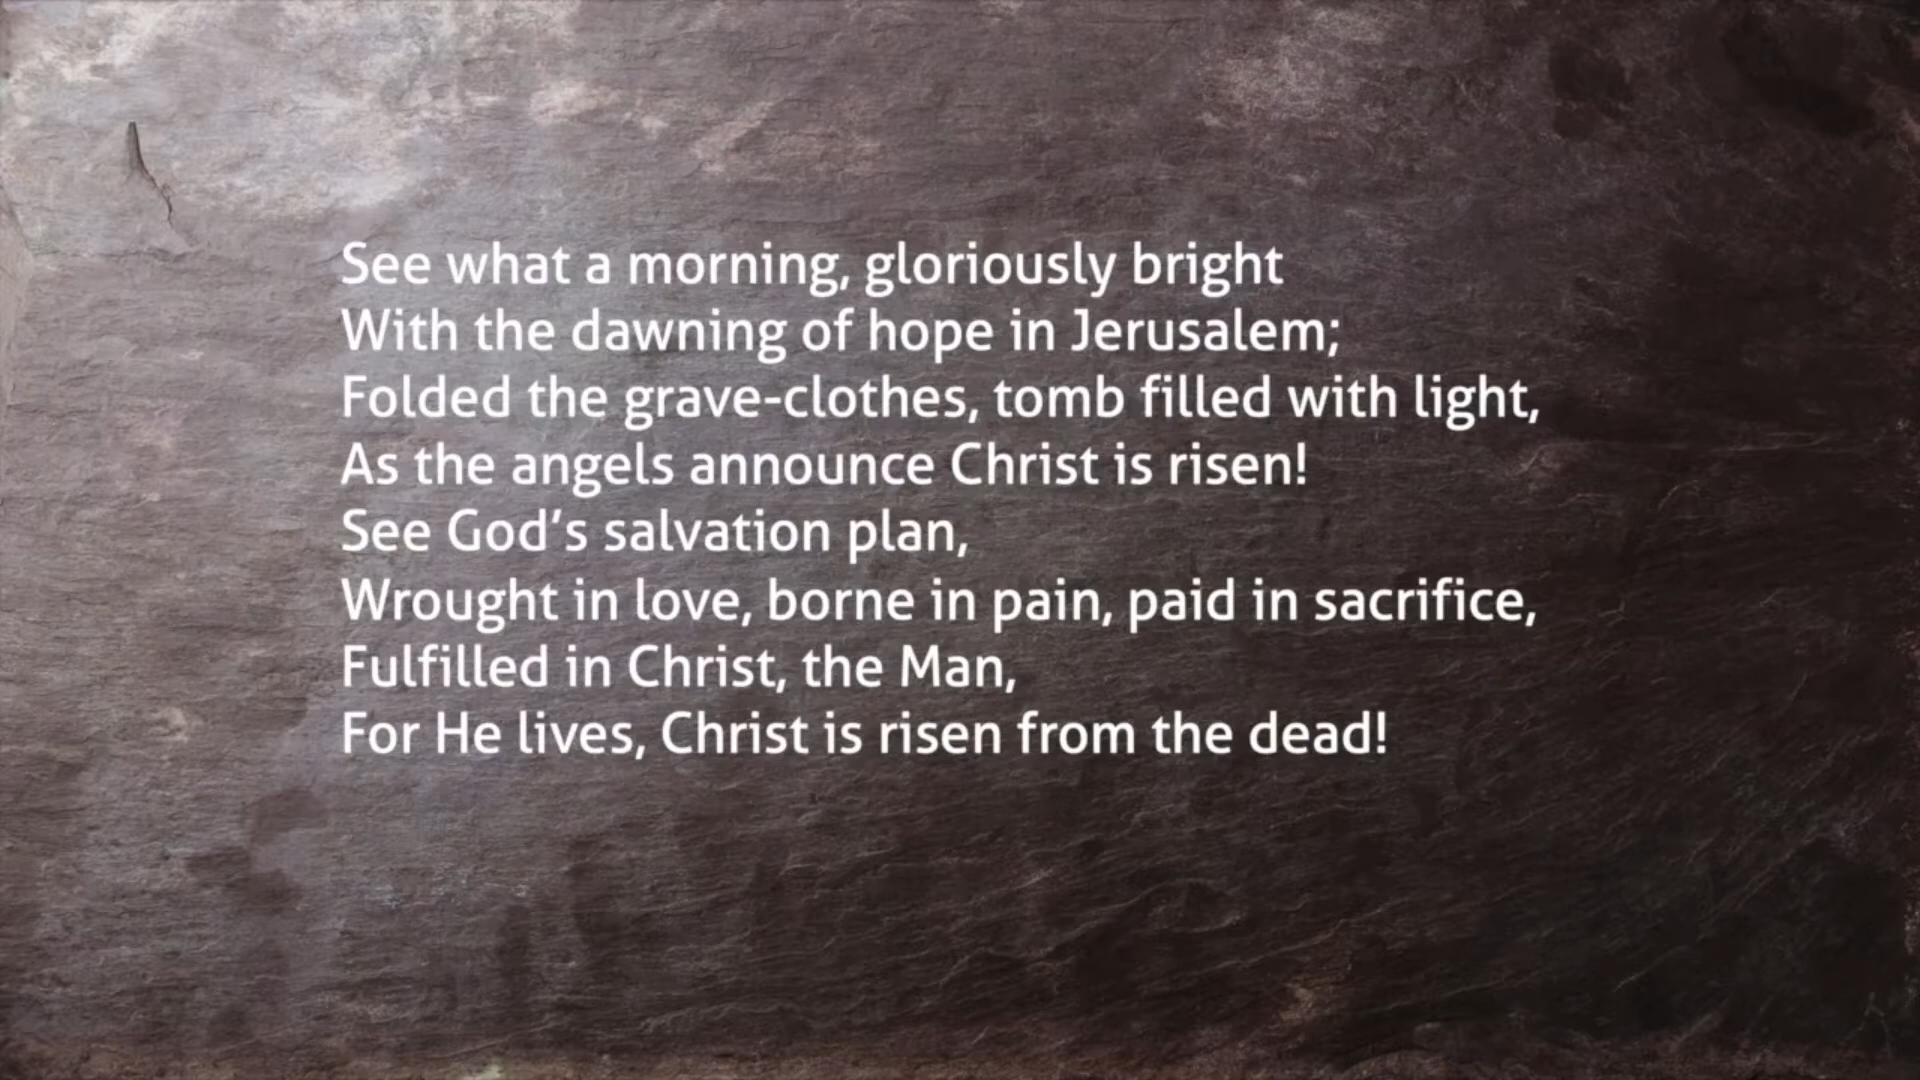 See what a morning, gloriously bright
With the dawning of hope in Jerusalem;
Folded the grave-clothes, tomb filled with light,
As the angels announce Christ is risen!
See God’s salvation plan,
Wrought in love, borne in pain, paid in sacrifice,
Fulfilled in Christ, the Man,
For He lives, Christ is risen from the dead!